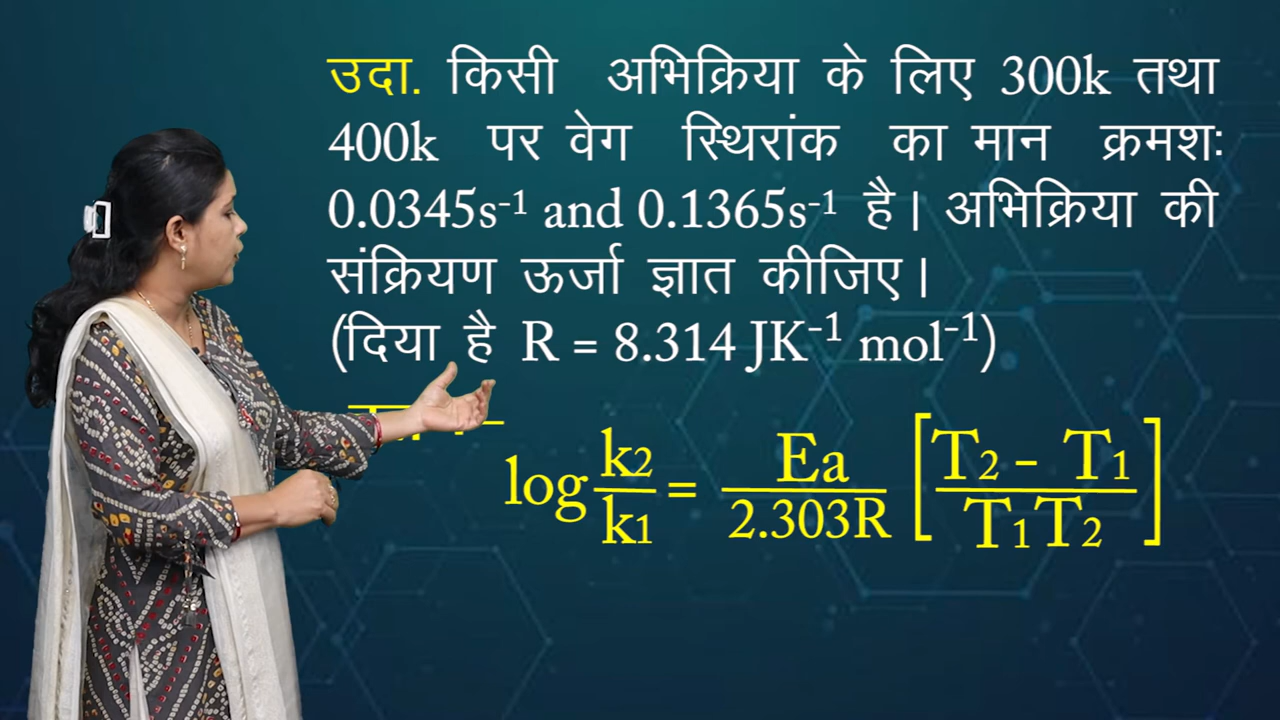 उदा. किसी अभिक्रिया के लिए 300k तथा
400k पर वेग स्थिरांक का मान क्रमशः
0.0345s⁻¹ and 0.1365s⁻¹ है। अभिक्रिया की
संक्रियण ऊर्जा ज्ञात कीजिए।
(दिया है R = 8.314 JK⁻¹ mol⁻¹)
log k₂/k₁ = Ea/2.303R [T₂ - T₁/T₁T₂]